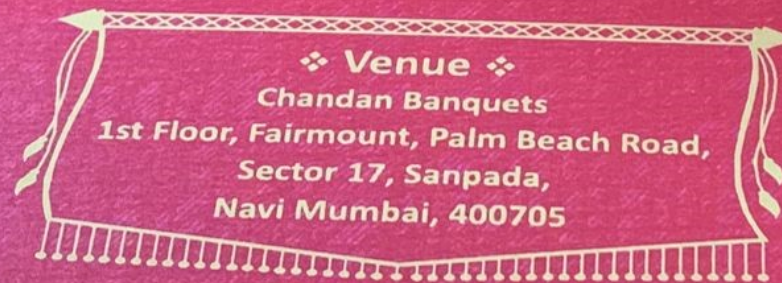 ❖ Venue ❖
Chandan Banquets
1st Floor, Fairmount, Palm Beach Road,
Sector 17, Sanpada,
Navi Mumbai, 400705